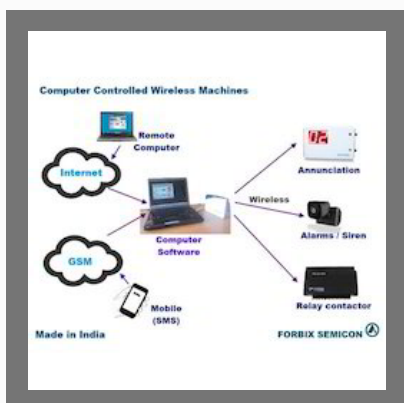 Computer Controlled Wireless Machines
Remote
Computer
Internet
02
Annunciation
Wireless
Computer
Software
Alarms / Siren
GSM
Mobile
(SMS)
Relay contactor
Made in India
FORBIX SEMICON